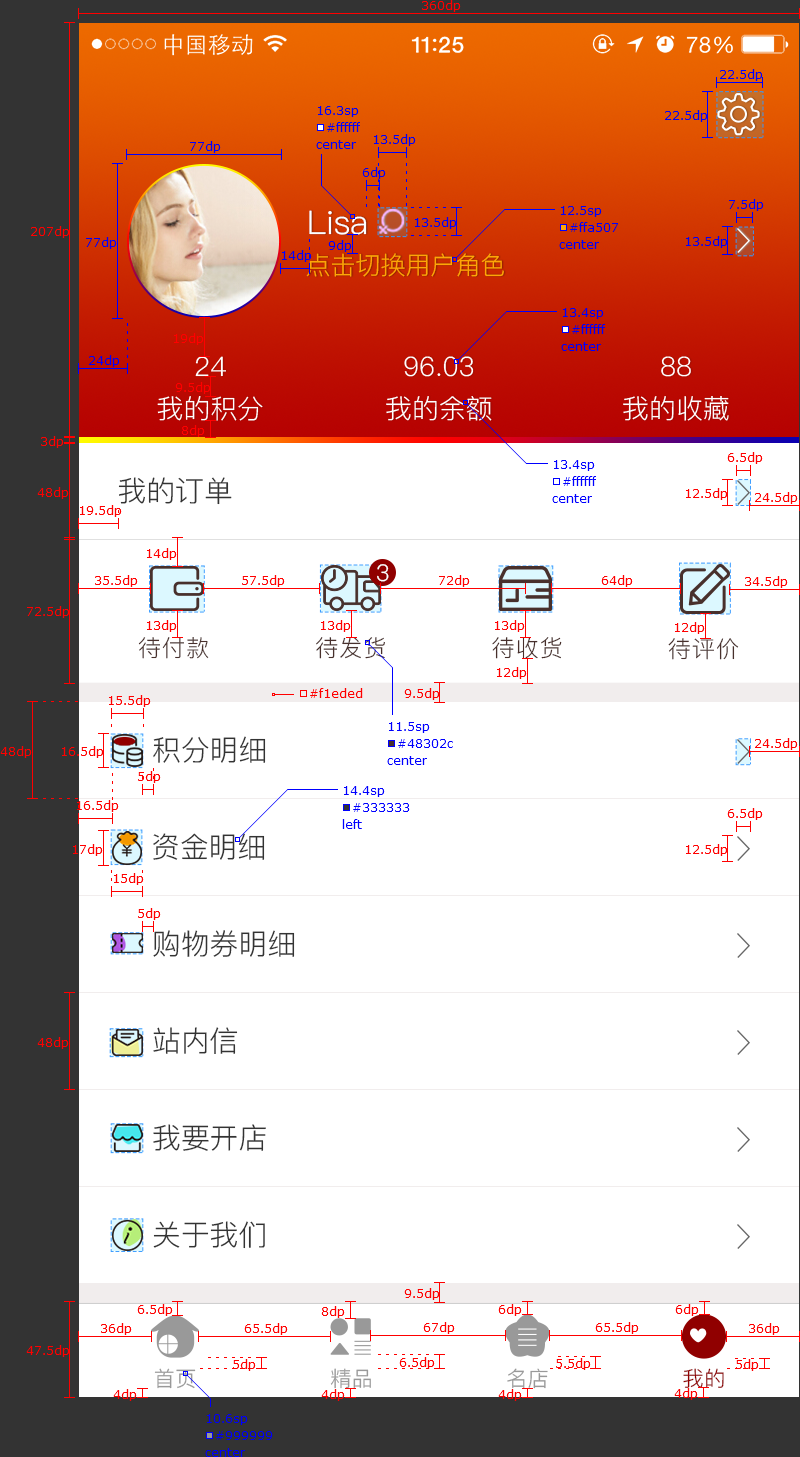 360dp
中国移动 11:25 78%
22.5dp
22.5dp
16.3sp
#ffffff
center
13.5dp
77dp
6dp
7.5dp
12.5sp
#ffa507
center
Lisa
13.5dp
13.5dp
207dp
77dp
9dp
14dp
点击切换用户角色
13.4sp
#ffffff
center
24dp
24 96.03 88
9.5dp
我的积分 我的余额 我的收藏
8dp
3dp
13.4sp
#ffffff
center
6.5dp
48dp
我的订单
12.5dp
24.5dp
19.5dp
14dp
35.5dp
57.5dp
3
72dp
64dp
34.5dp
72.5dp
13dp
13dp
13dp
12dp
待付款 待发货 待收货 待评价
12dp
#f1eded
9.5dp
15.5dp
11.5sp
#48302c
center
48dp
16.5dp
积分明细
24.5dp
5dp
16.5dp
14.4sp
#333333
left
6.5dp
17dp
资金明细
12.5dp
15dp
5dp
购物券明细
48dp
站内信
我要开店
关于我们
9.5dp
6.5dp
8dp
6dp
6dp
36dp
65.5dp
67dp
65.5dp
36dp
47.5dp
5dp
6.5dp
5.5dp
5dp
首页 精品 名店 我的
4dp
4dp
4dp
4dp
10.6sp
#999999
center